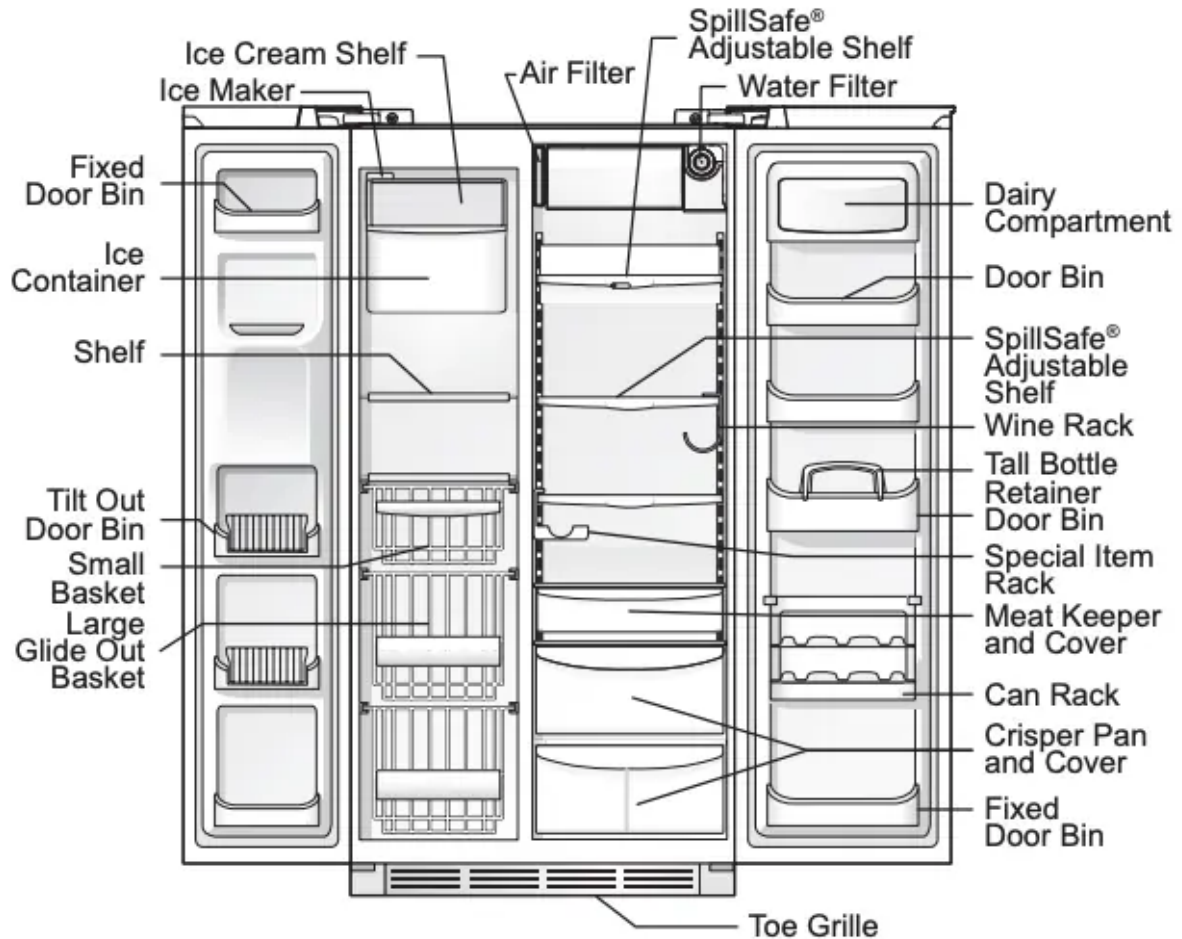 SpillSafe®
Adjustable Shelf
Ice Cream Shelf
Air Filter
Water Filter
Ice Maker
Fixed
Door Bin
Ice
Container
Shelf
Tilt Out
Door Bin
Small
Basket
Large
Glide Out
Basket
Dairy
Compartment
Door Bin
SpillSafe®
Adjustable
Shelf
Wine Rack
Tall Bottle
Retainer
Door Bin
Special Item
Rack
Meat Keeper
and Cover
Can Rack
Crisper Pan
and Cover
Fixed
Door Bin
Toe Grille